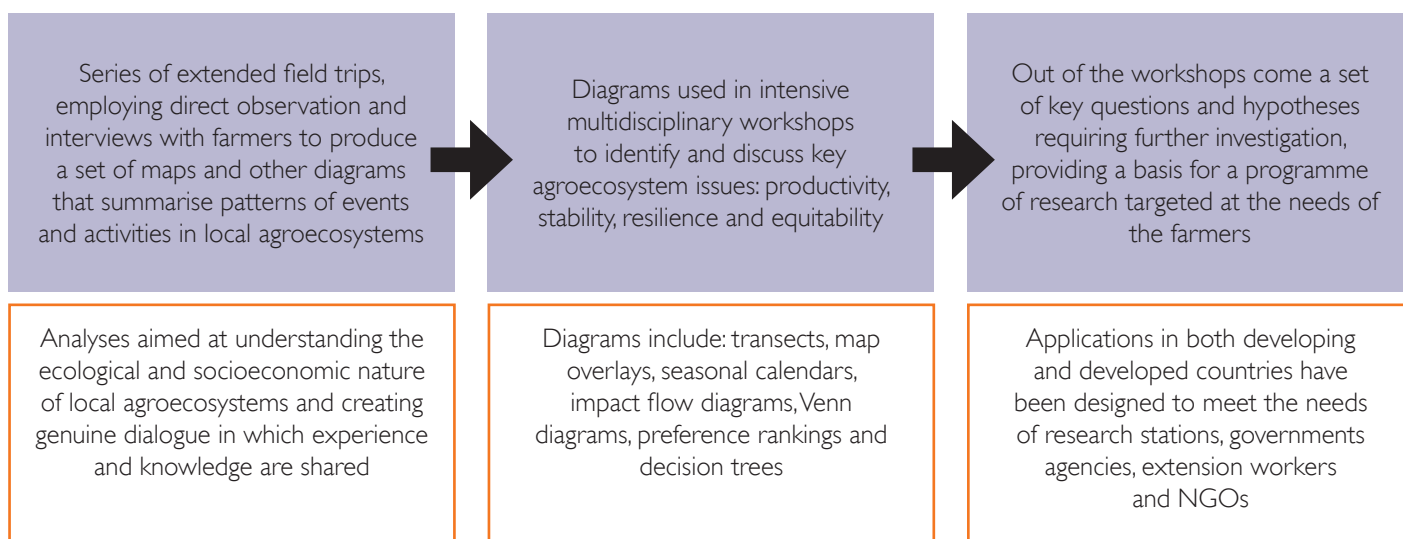 Series of extended field trips,
employing direct observation and
interviews with farmers to produce
a set of maps and other diagrams
that summarise patterns of events
and activities in local agroecosystems
Diagrams used in intensive
multidisciplinary workshops
to identify and discuss key
agroecosystem issues: productivity,
stability, resilience and equitability
Out of the workshops come a set
of key questions and hypotheses
requiring further investigation,
providing a basis for a programme
of research targeted at the needs of
the farmers
Analyses aimed at understanding the
ecological and socioeconomic nature
of local agroecosystems and creating
genuine dialogue in which experience
and knowledge are shared
Diagrams include: transects, map
overlays, seasonal calendars,
impact flow diagrams, Venn
diagrams, preference rankings and
decision trees
Applications in both developing
and developed countries have
been designed to meet the needs
of research stations, governments
agencies, extension workers
and NGOs